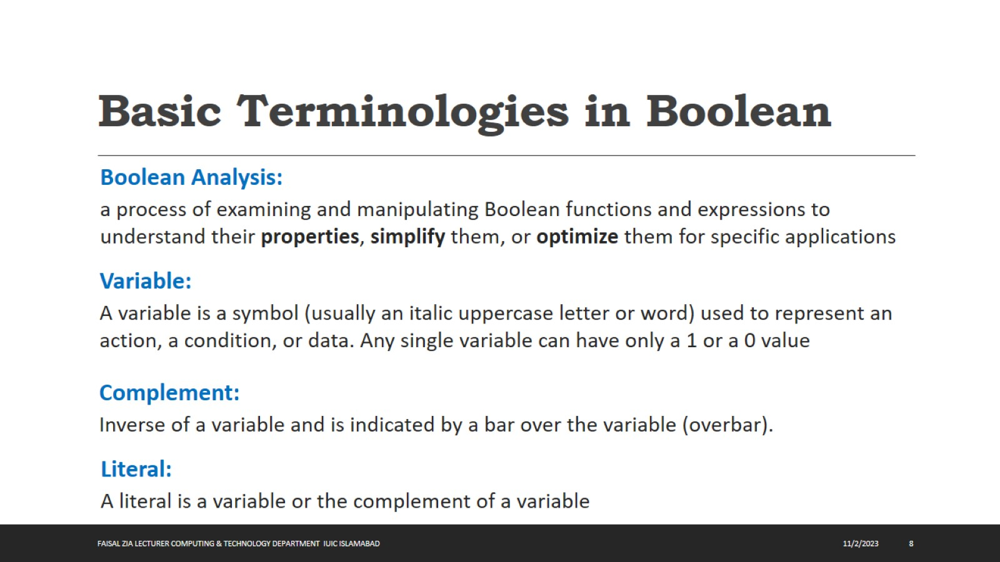 Basic Terminologies in Boolean
Boolean Analysis:
a process of examining and manipulating Boolean functions and expressions to
understand their properties, simplify them, or optimize them for specific applications
Variable:
A variable is a symbol (usually an italic uppercase letter or word) used to represent an
action, a condition, or data. Any single variable can have only a 1 or a 0 value
Complement:
Inverse of a variable and is indicated by a bar over the variable (overbar).
Literal:
A literal is a variable or the complement of a variable
FAISAL ZIA LECTURER COMPUTING & TECHNOLOGY DEPARTMENT IUIC ISLAMABAD 11/2/2023 8